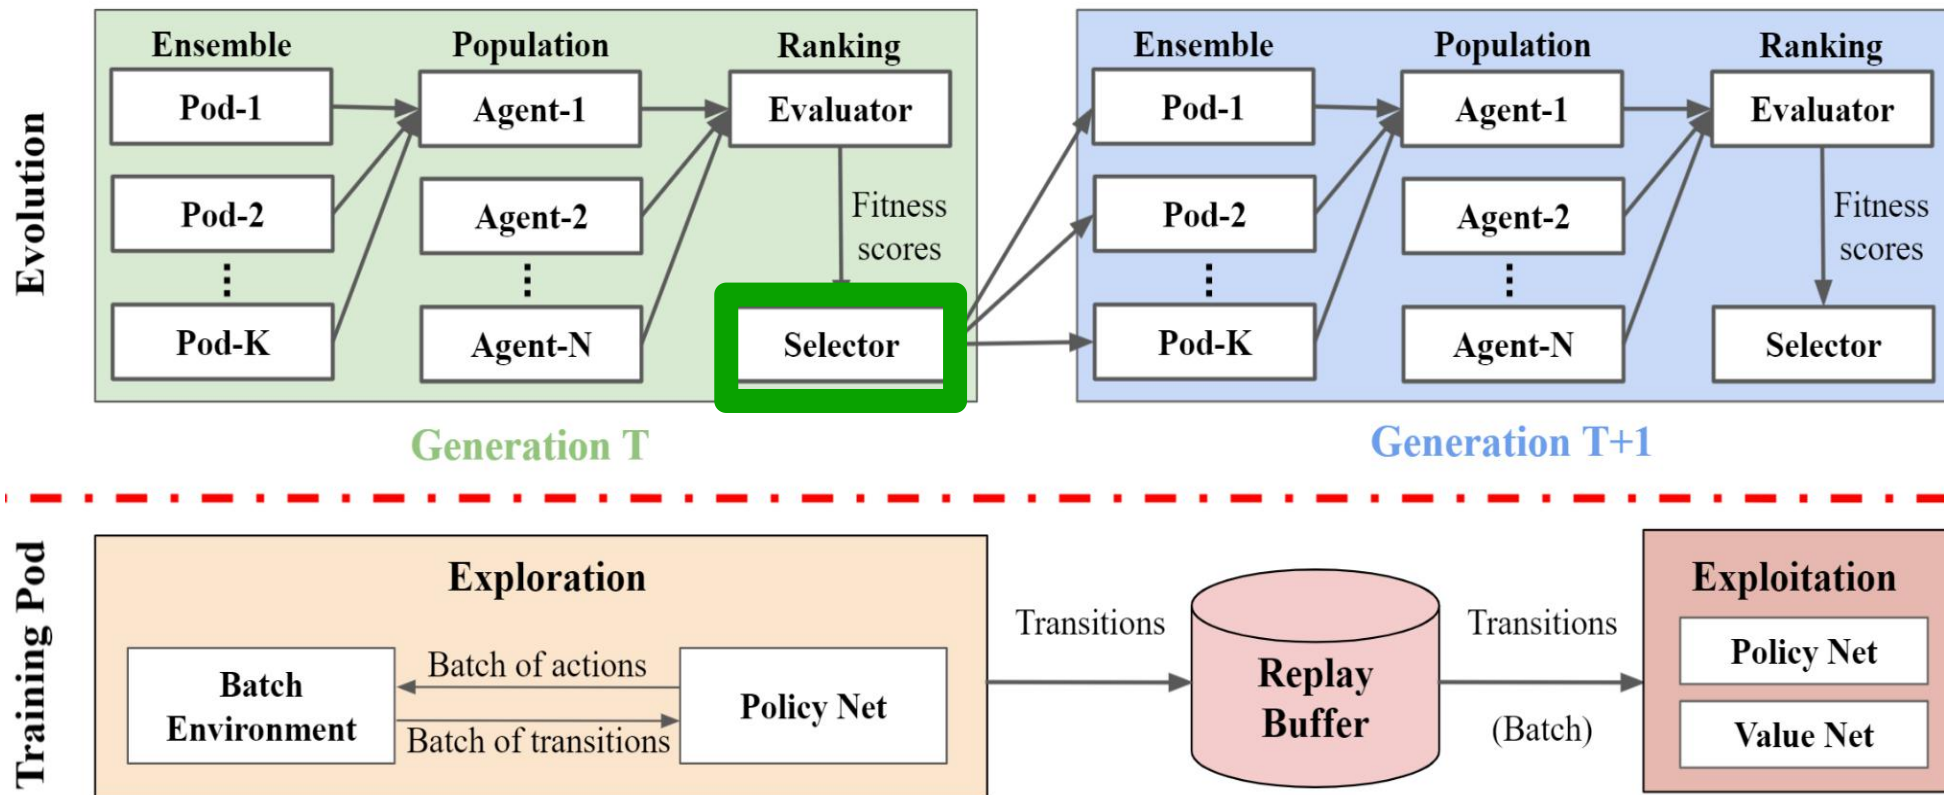 Evolution
Ensemble
Population
Ranking
Pod-1
Agent-1
Evaluator
Pod-2
Agent-2
Fitness
scores
Pod-K
Agent-N
Selector
Generation T
Ensemble
Population
Ranking
Pod-1
Agent-1
Evaluator
Pod-2
Agent-2
Fitness
scores
Pod-K
Agent-N
Selector
Generation T+1
Training Pod
Exploration
Batch
Environment
Batch of actions
Batch of transitions
Policy Net
Transitions
Replay
Buffer
Transitions
(Batch)
Exploitation
Policy Net
Value Net